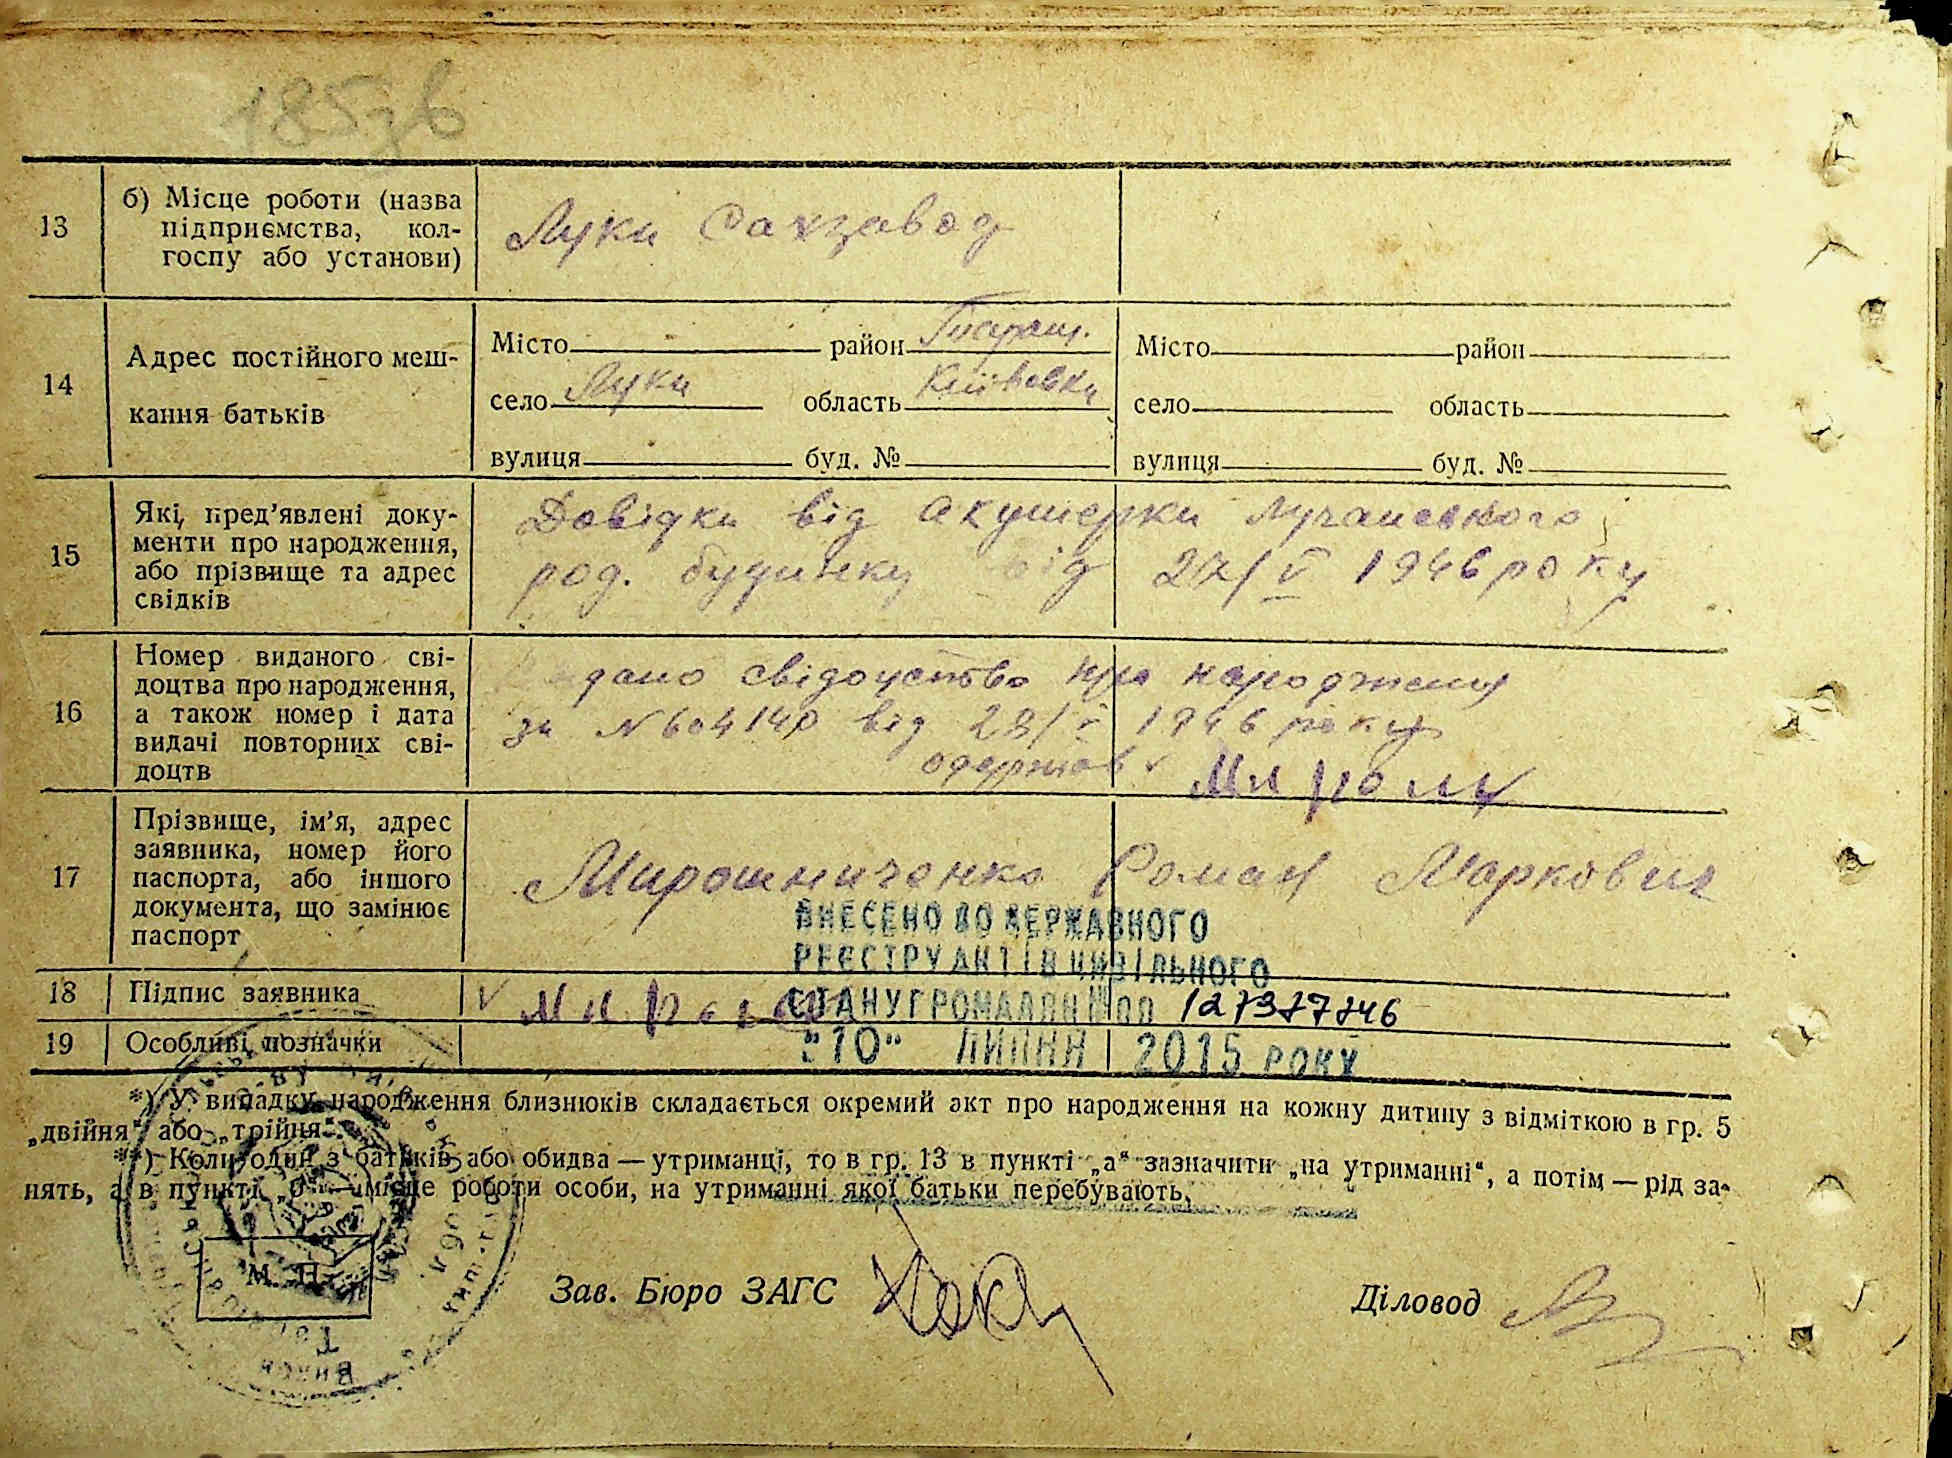 185зв
13 б) Місце роботи (назва
підприємства, кол-
госпу або установи)
Луки Сахзавод
14 Адрес постійного меш-
кання батьків
Місто район Тараш. Місто район
село Луки область Київська село область
вулиця буд. № вулиця буд. №
15 Які пред'явлені доку-
менти про народження,
або прізвище та адрес
свідків
Довідки від акушерки Лучанського
род. будинку від 27/V 1946 року
16 Номер виданого сві-
доцтва про народження,
а також номер і дата
видачі повторних сві-
доцтв
дано свідоцтво про народження
за N 604140 від 28/V 1946 року
одержав Мирош
17 Прізвище, ім'я, адрес
заявника, номер його
паспорта, або іншого
документа, що замінює
паспорт
Мирошниченко Роман Маркович
ВНЕСЕНО ДО ДЕРЖАВНОГО
РЕЄСТРУ АКТІВ ЦИВІЛЬНОГО
18 Підпис заявника
СТАНУ ГРОМАДЯН
19 Особливі позначки
"10" ЛИПНЯ 2015 РОКУ
*) У випадку народження близнюків складається окремий акт про народження на кожну дитину з відміткою в гр. 5
„двійня" або „трійня".
**) Коли один з батьків або обидва — утриманці, то в гр. 13 в пункті „а" зазначити „на утриманні", а потім — рід за-
нять, а в пункті „б" — місце роботи особи, на утриманні якої батьки перебувають.
М. П.
Зав. Бюро ЗАГС Діловод